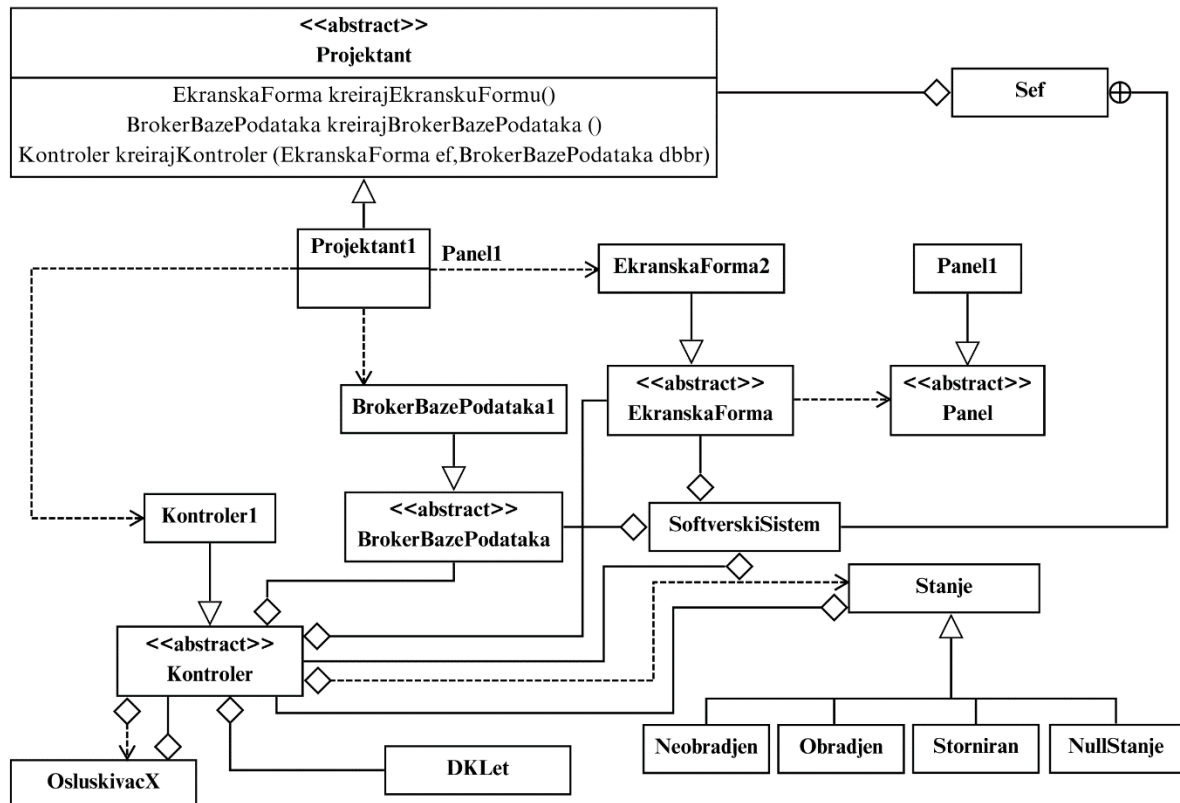 <<abstract>>
Projektant
EkranskaForma kreirajEkranskuFormu()
BrokerBazePodataka kreirajBrokerBazePodataka ()
Kontroler kreirajKontroler (EkranskaForma ef,BrokerBazePodataka dbbr)
Sef
Projektant1
Panel1
EkranskaForma2
Panel1
<<abstract>>
EkranskaForma
<<abstract>>
Panel
BrokerBazePodataka1
Kontroler1
<<abstract>>
BrokerBazePodataka
SoftverskiSistem
Stanje
<<abstract>>
Kontroler
Neobradjen
Obradjen
Storniran
NullStanje
OsluskivacX
DKLet